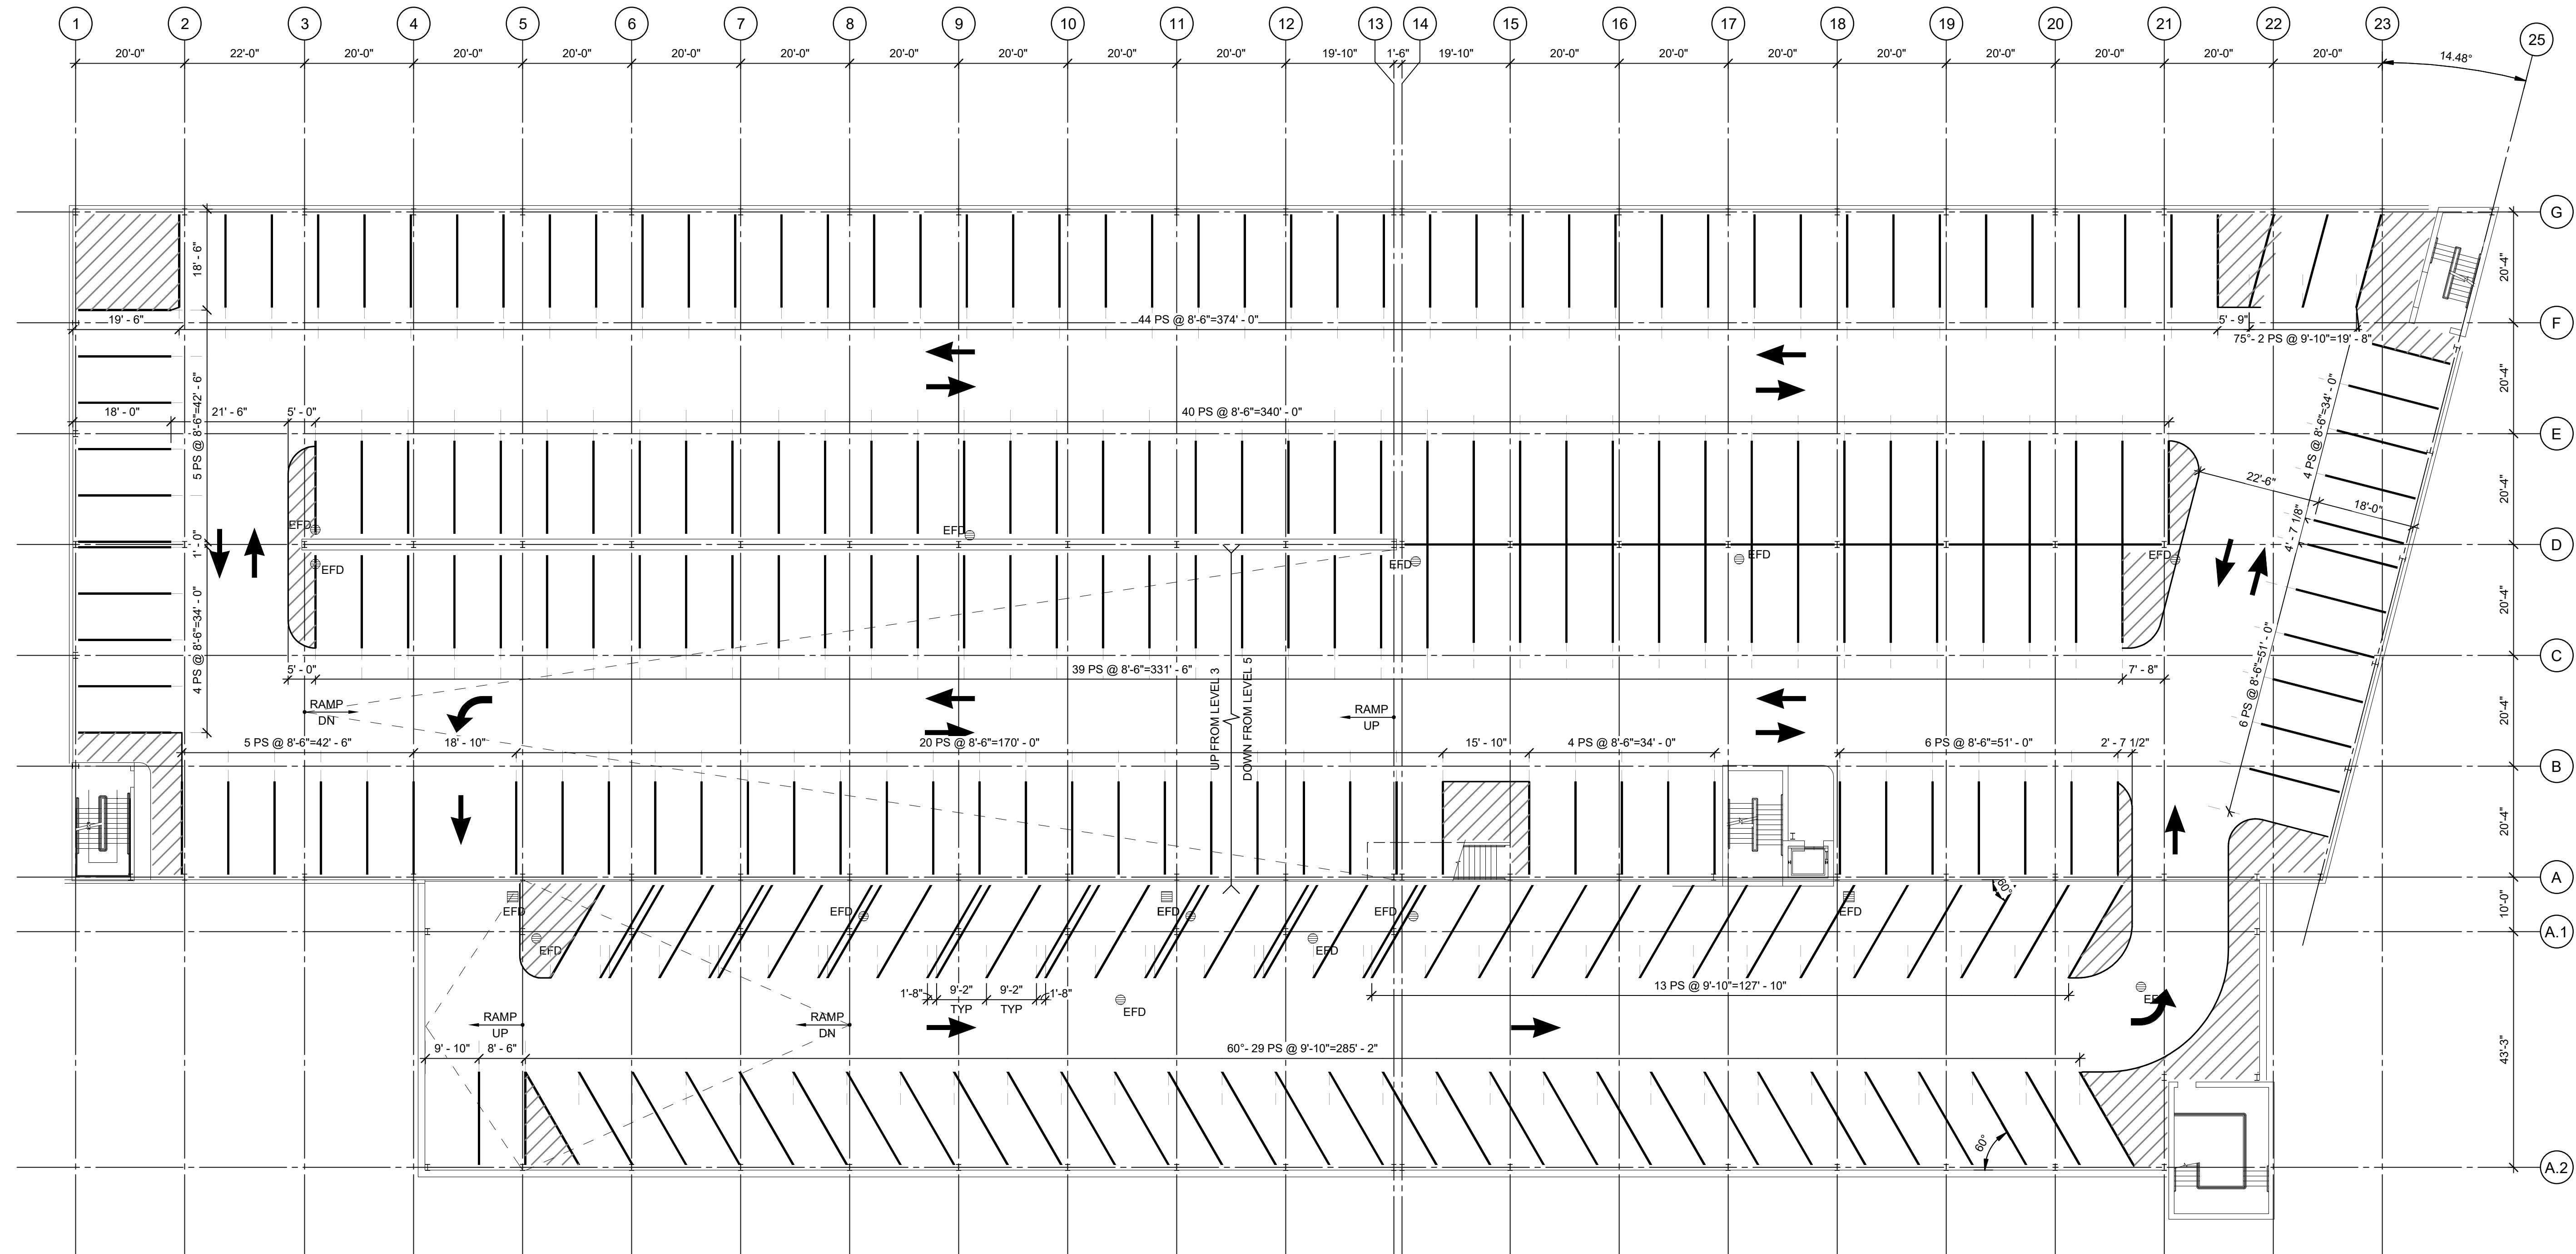 1 2 3 4 5 6 7 8 9 10 11 12 13 14 15 16 17 18 19 20 21 22 23 25
20'-0" 22'-0" 20'-0" 20'-0" 20'-0" 20'-0" 20'-0" 20'-0" 20'-0" 20'-0" 20'-0" 19'-10" 1'-6" 19'-10" 20'-0" 20'-0" 20'-0" 20'-0" 20'-0" 20'-0" 20'-0" 20'-0" 14.48°
G
18' - 6"
20'-4"
19' - 6"
44 PS @ 8'-6"=374' - 0"
5' - 9"
F
75°- 2 PS @ 9'-10"=19' - 8"
20'-4"
5 PS @ 8'-6"=42' - 6"
4 PS @ 8'-6"=34' - 0"
18' - 0" 21' - 6" 5' - 0" 40 PS @ 8'-6"=340' - 0"
E
22'-6"
18'-0"
20'-4"
4' - 7 1/8"
EFD EFD
1' - 0"
D
EFD EFD EFD EFD
20'-4"
4 PS @ 8'-6"=34' - 0"
6 PS @ 8'-6"=51' - 0"
C
5' - 0" 39 PS @ 8'-6"=331' - 6" 7' - 8"
UP FROM LEVEL 3
DOWN FROM LEVEL 5
RAMP
DN
RAMP
UP
20'-4"
5 PS @ 8'-6"=42' - 6" 18' - 10" 20 PS @ 8'-6"=170' - 0" 15' - 10" 4 PS @ 8'-6"=34' - 0" 6 PS @ 8'-6"=51' - 0" 2' - 7 1/2"
B
20'-4"
A
60°
EFD EFD EFD EFD EFD
10'-0"
A.1
EFD EFD
13 PS @ 9'-10"=127' - 10"
1'-8" 9'-2" 9'-2" 1'-8"
TYP TYP
EFD
RAMP
UP
RAMP
DN
9' - 10" 8' - 6" 60°- 29 PS @ 9'-10"=285' - 2"
43'-3"
60°
A.2